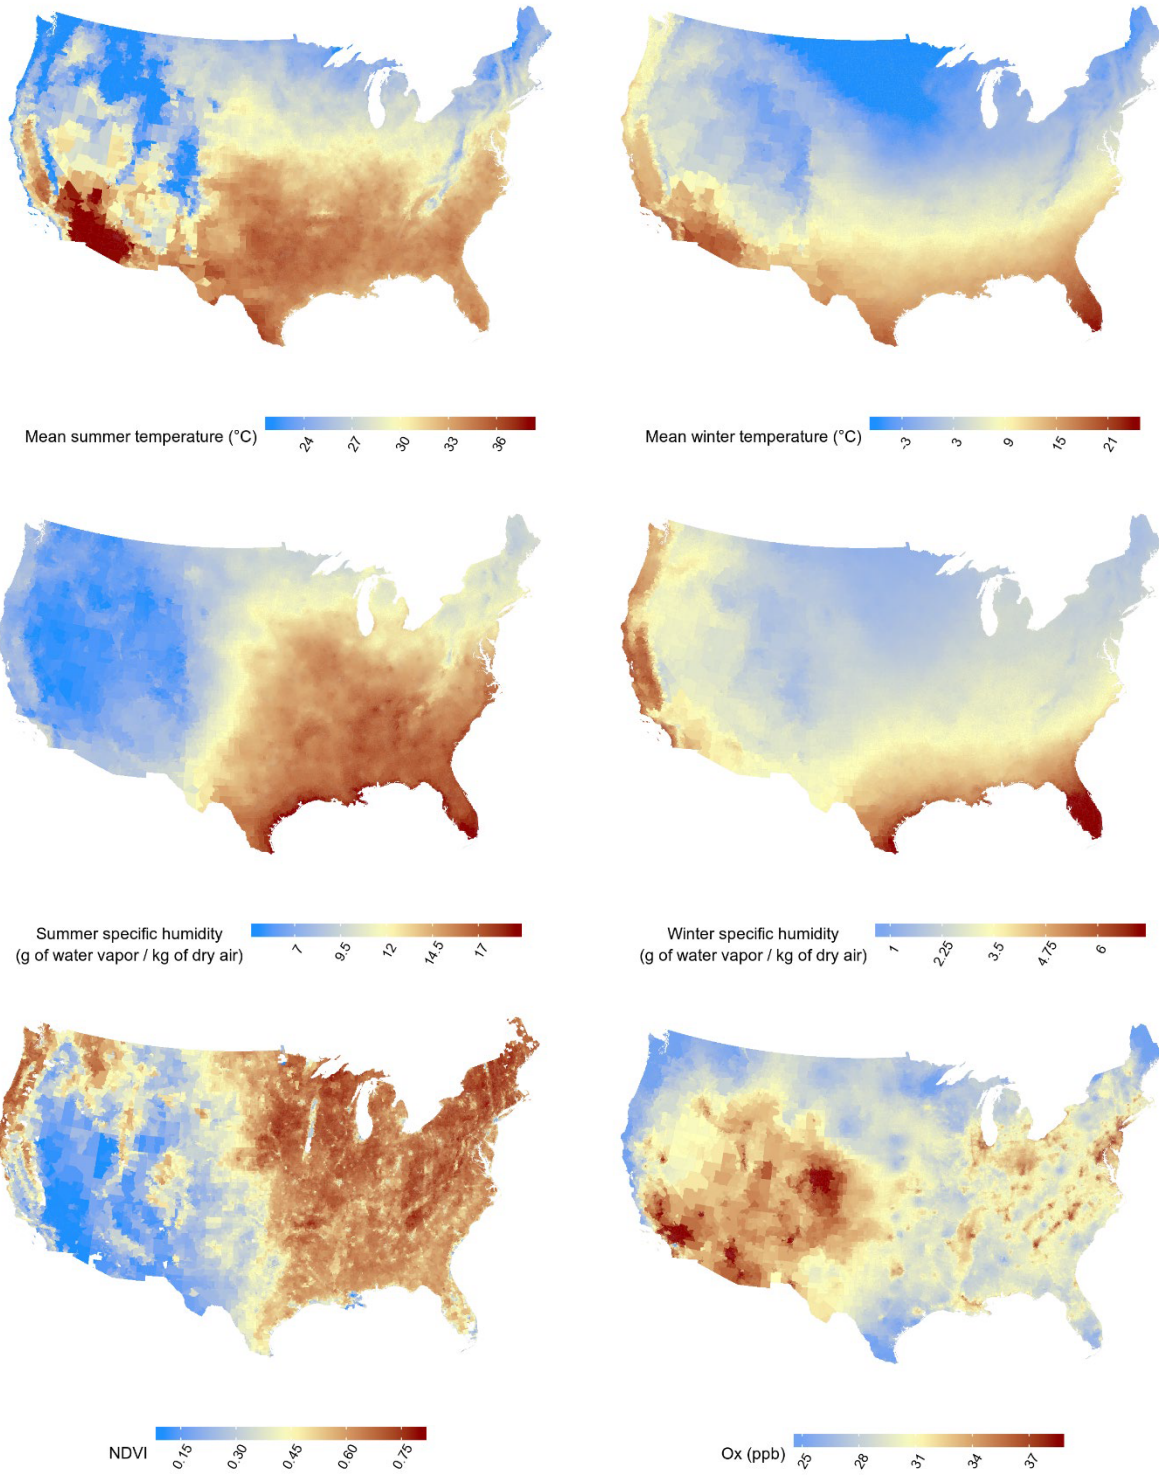 Mean summer temperature (°C)
24 27 30 33 36
Mean winter temperature (°C)
-3 3 9 15 21
Summer specific humidity
(g of water vapor / kg of dry air)
7 9.5 12 14.5 17
Winter specific humidity
(g of water vapor / kg of dry air)
1 2.25 3.5 4.75 6
NDVI
0.15 0.30 0.45 0.60 0.75
Ox (ppb)
25 28 31 34 37